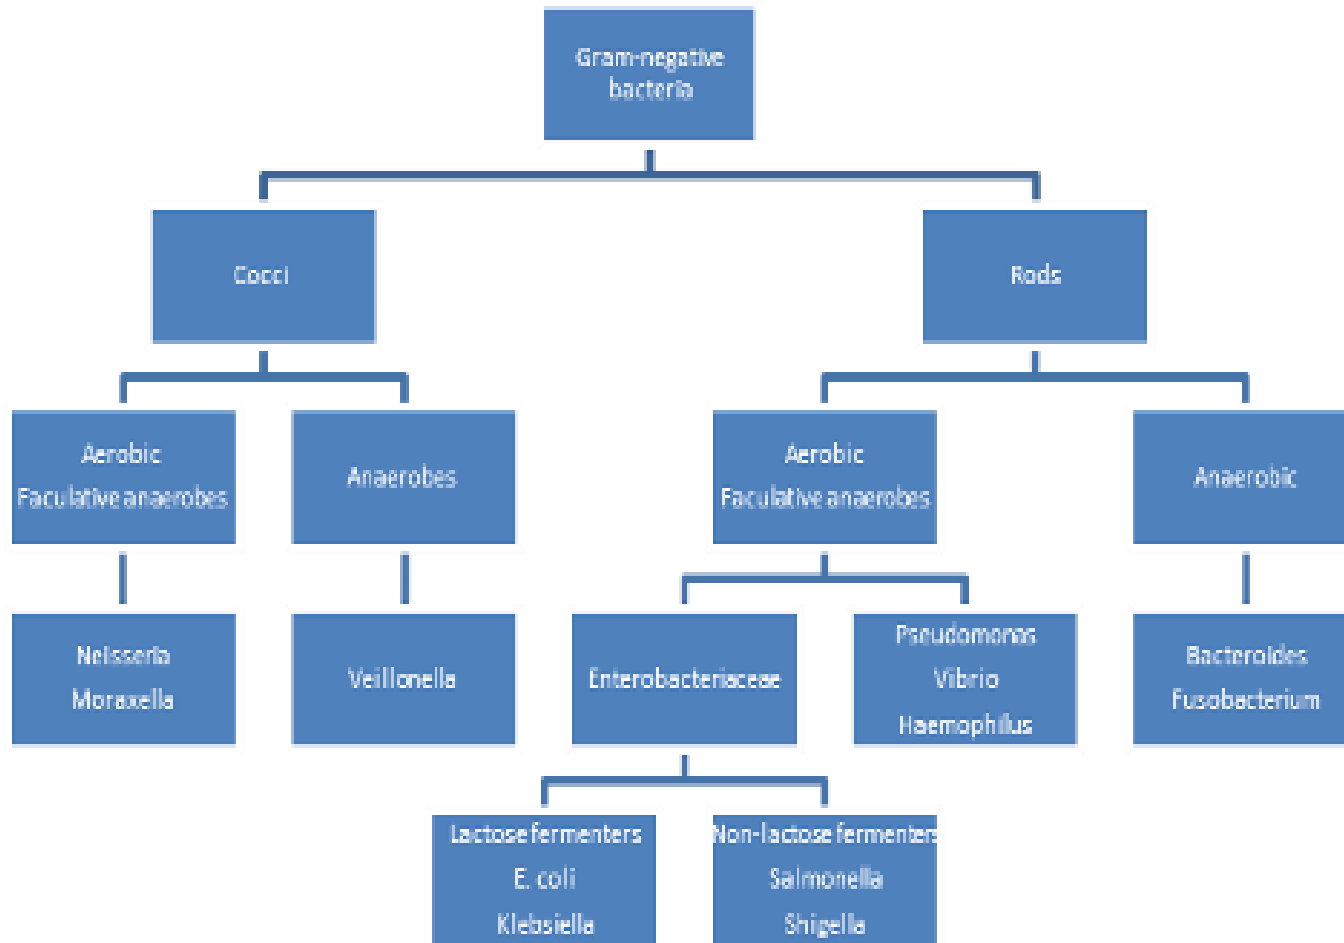 Gram-negative
bacteria
Cocci
Rods
Aerobic
Faculative anaerobes
Anaerobes
Aerobic
Faculative anaerobes
Anaerobic
Neisseria
Moraxella
Veillonella
Enterobacteriaceae
Pseudomonas
Vibrio
Haemophilus
Bacteroides
Fusobacterium
Lactose fermenters
E. coli
Klebsiella
Non-lactose fermenters
Salmonella
Shigella